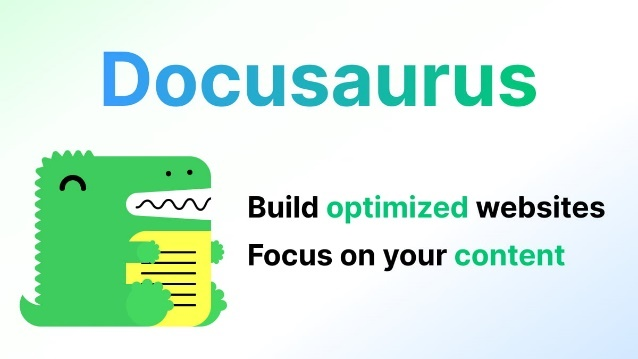 Docusaurus
Build optimized websites
Focus on your content